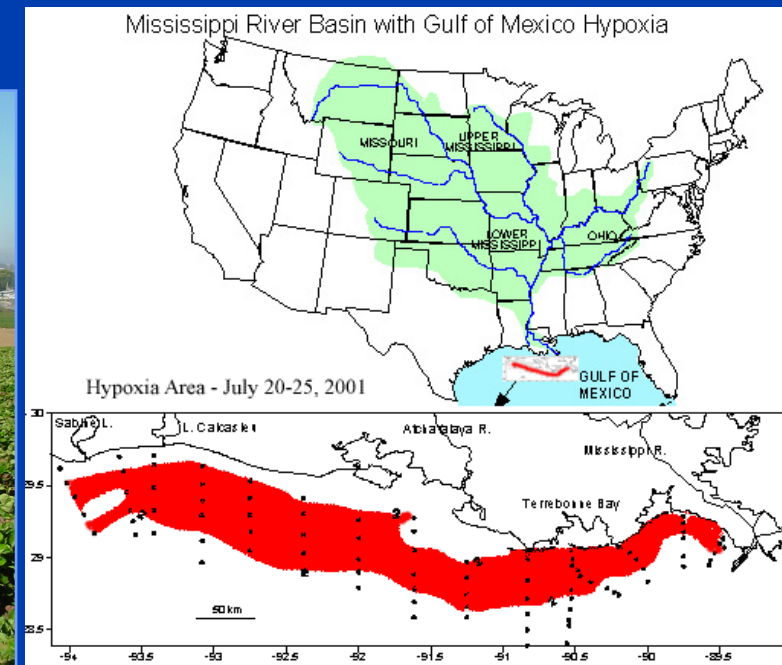 Mississippi River Basin with Gulf of Mexico Hypoxia
MISSOURI
UPPER
MISSISSIPPI
LOWER
MISSISSIPPI
OHIO
Hypoxia Area - July 20-25, 2001
GULF OF
MEXICO
30
Sabine L.
L. Calcasieu
Atchafalaya R.
Mississippi R.
29.5
Terrebonne Bay
2
29
50 km
28.5
-94
-93.5
-93
-92.5
-92
-91.5
-91
-90.5
-90
-89.5